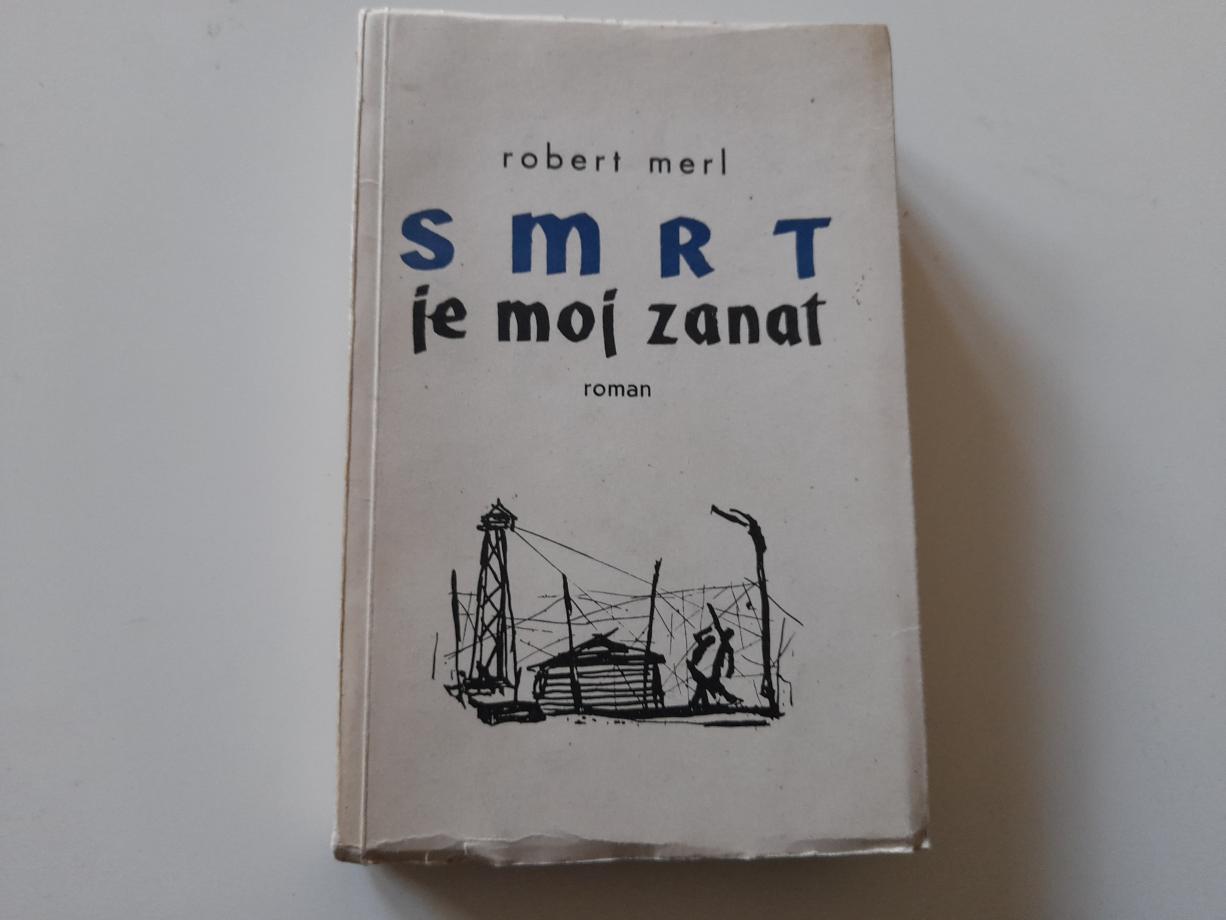 robert merl
SMRT
je moj zanat
roman